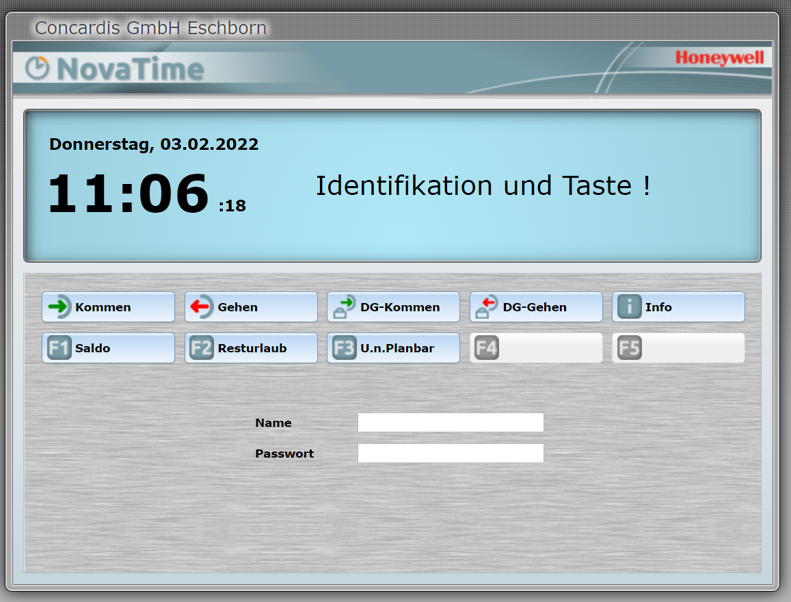 Concardis GmbH Eschborn
NovaTime
Honeywell
Donnerstag, 03.02.2022
11:06 :18
Identifikation und Taste !
Kommen Gehen DG-Kommen DG-Gehen i Info
F1 Saldo F2 Resturlaub F3 U.n.Planbar F4 F5
Name
Passwort